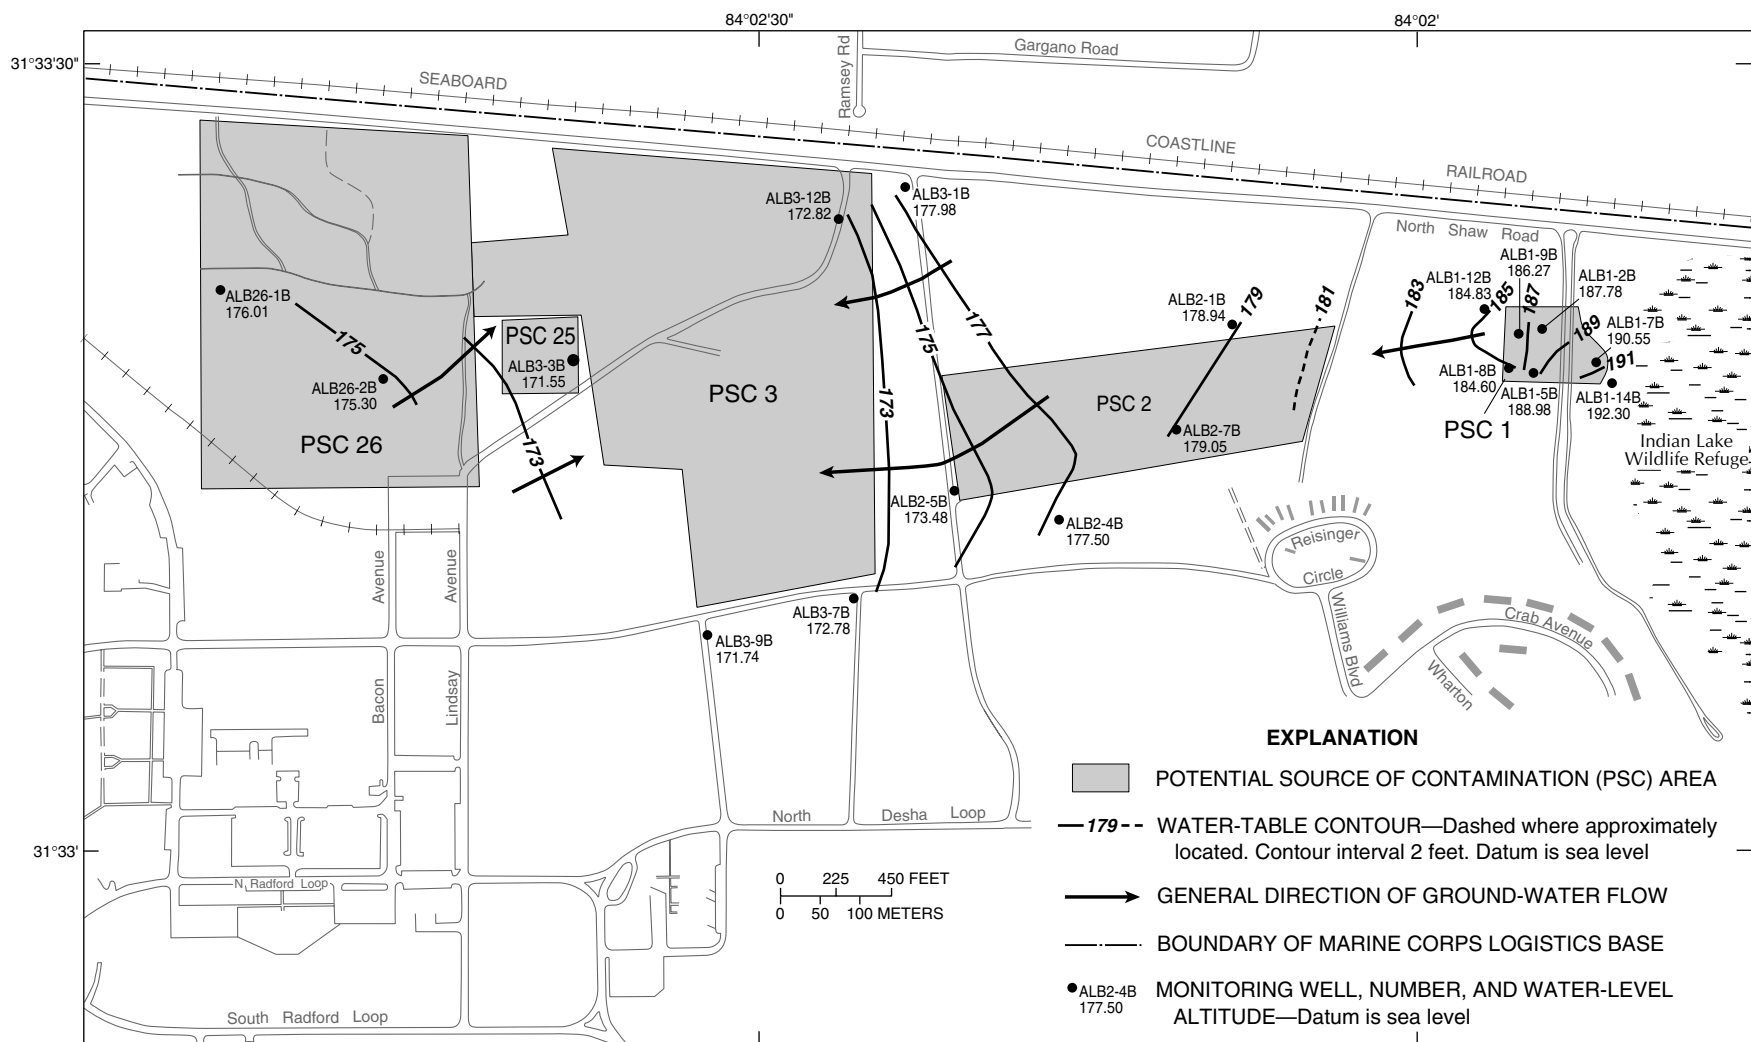 84°02'30"
84°02'
31°33'30"
Ramsey Rd
Gargano Road
SEABOARD
COASTLINE
RAILROAD
North Shaw Road
ALB3-12B
172.82
ALB3-1B
177.98
ALB1-9B
186.27
ALB1-12B
184.83
ALB1-2B
187.78
ALB26-1B
176.01
ALB2-1B
178.94
179
181
183
185
187
189
ALB1-7B
190.55
191
175
PSC 25
ALB3-3B
171.55
177
175
ALB26-2B
175.30
PSC 3
173
PSC 2
ALB1-8B
184.60
ALB1-5B
188.98
ALB1-14B
192.30
PSC 26
173
ALB2-7B
179.05
PSC 1
Indian Lake
Wildlife Refuge
ALB2-5B
173.48
ALB2-4B
177.50
Reisinger
Circle
Avenue
Avenue
ALB3-7B
172.78
ALB3-9B
171.74
Williams Blvd
Crab Avenue
Wharton
Bacon
Lindsay
EXPLANATION
POTENTIAL SOURCE OF CONTAMINATION (PSC) AREA
179
WATER-TABLE CONTOUR—Dashed where approximately
located. Contour interval 2 feet. Datum is sea level
North Desha Loop
31°33'
0 225 450 FEET
0 50 100 METERS
N Radford Loop
GENERAL DIRECTION OF GROUND-WATER FLOW
BOUNDARY OF MARINE CORPS LOGISTICS BASE
ALB2-4B
177.50
MONITORING WELL, NUMBER, AND WATER-LEVEL
ALTITUDE—Datum is sea level
South Radford Loop